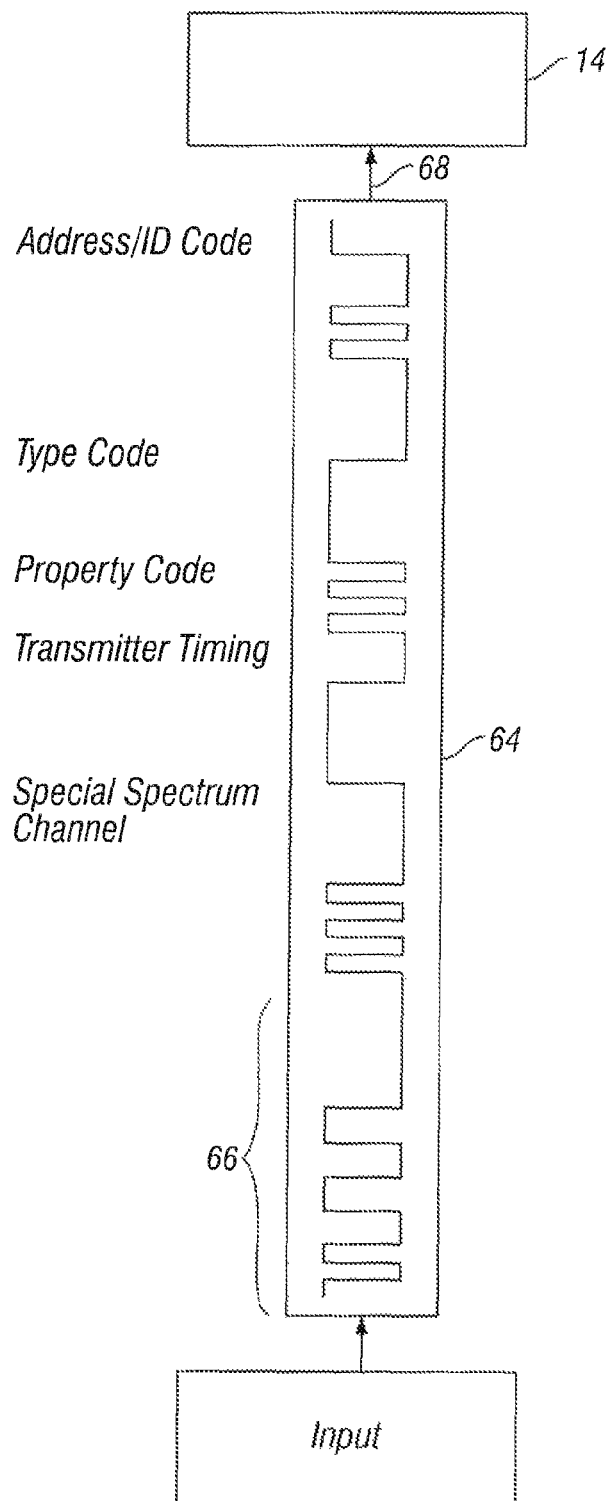 14
68
Address/ID Code
Type Code
Property Code
Transmitter Timing
64
Special Spectrum
Channel
66
Input